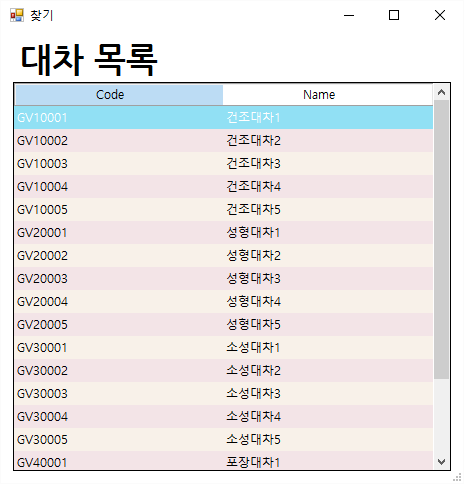 찾기
대차 목록
Code Name
GV10001 건조대차1
GV10002 건조대차2
GV10003 건조대차3
GV10004 건조대차4
GV10005 건조대차5
GV20001 성형대차1
GV20002 성형대차2
GV20003 성형대차3
GV20004 성형대차4
GV20005 성형대차5
GV30001 소성대차1
GV30002 소성대차2
GV30003 소성대차3
GV30004 소성대차4
GV30005 소성대차5
GV40001 포장대차1